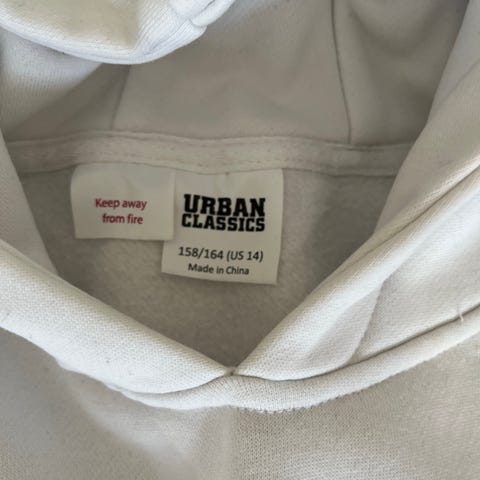 Keep away
from fire
URBAN
CLASSICS
158/164 (US 14)
Made in China